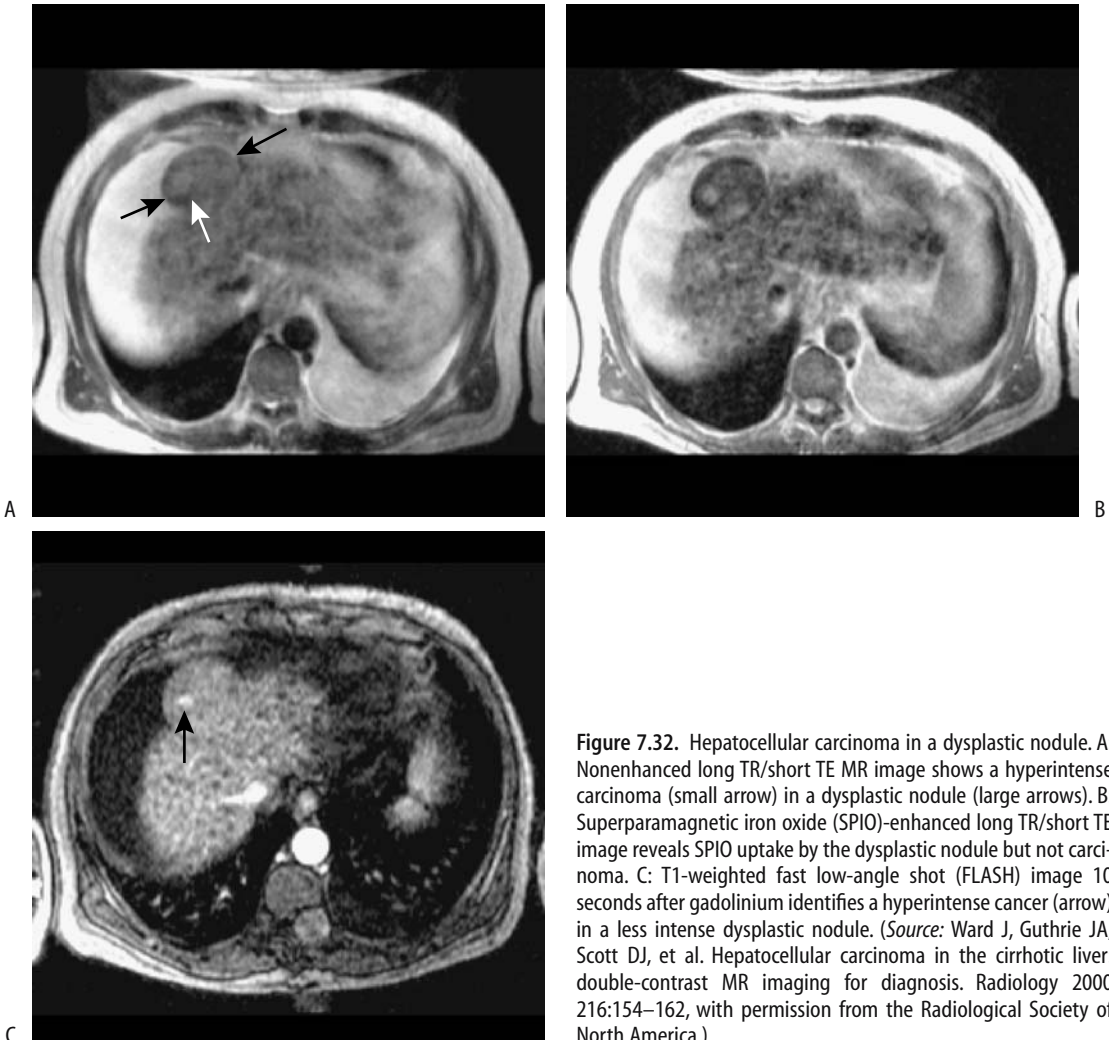 A
B
C
Figure 7.32. Hepatocellular carcinoma in a dysplastic nodule. A:
Nonenhanced long TR/short TE MR image shows a hyperintense
carcinoma (small arrow) in a dysplastic nodule (large arrows). B:
Superparamagnetic iron oxide (SPIO)-enhanced long TR/short TE
image reveals SPIO uptake by the dysplastic nodule but not carci-
noma. C: T1-weighted fast low-angle shot (FLASH) image 10
seconds after gadolinium identifies a hyperintense cancer (arrow)
in a less intense dysplastic nodule. (Source: Ward J, Guthrie JA,
Scott DJ, et al. Hepatocellular carcinoma in the cirrhotic liver:
double-contrast MR imaging for diagnosis. Radiology 2000
216:154–162, with permission from the Radiological Society of
North America.)